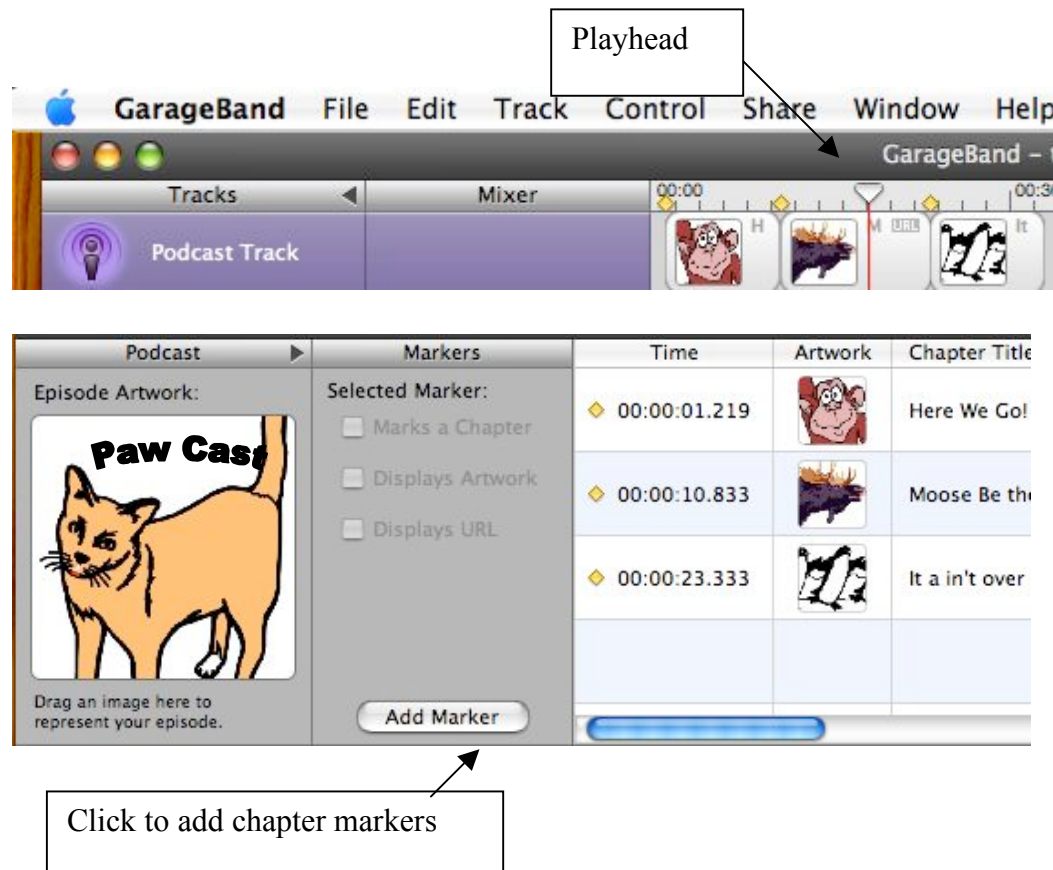 Playhead
GarageBand File Edit Track Control Share Window Help
GarageBand –
Tracks Mixer 00:00
Podcast Track H M URL It
Podcast Markers Time Artwork Chapter Title
Episode Artwork: Selected Marker:
Marks a Chapter 00:00:01.219 Here We Go!
Paw Cast
Displays Artwork 00:00:10.833 Moose Be the
Displays URL
00:00:23.333 It a in't over
Drag an image here to
represent your episode. Add Marker
Click to add chapter markers